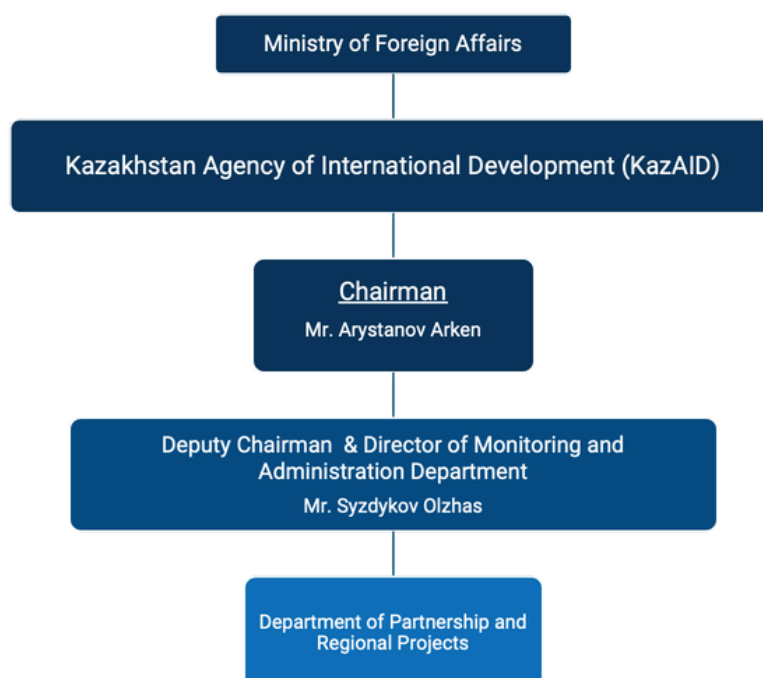 Ministry of Foreign Affairs
Kazakhstan Agency of International Development (KazAID)
Chairman
Mr. Arystanov Arken
Deputy Chairman & Director of Monitoring and
Administration Department
Mr. Syzdykov Olzhas
Department of Partnership and
Regional Projects